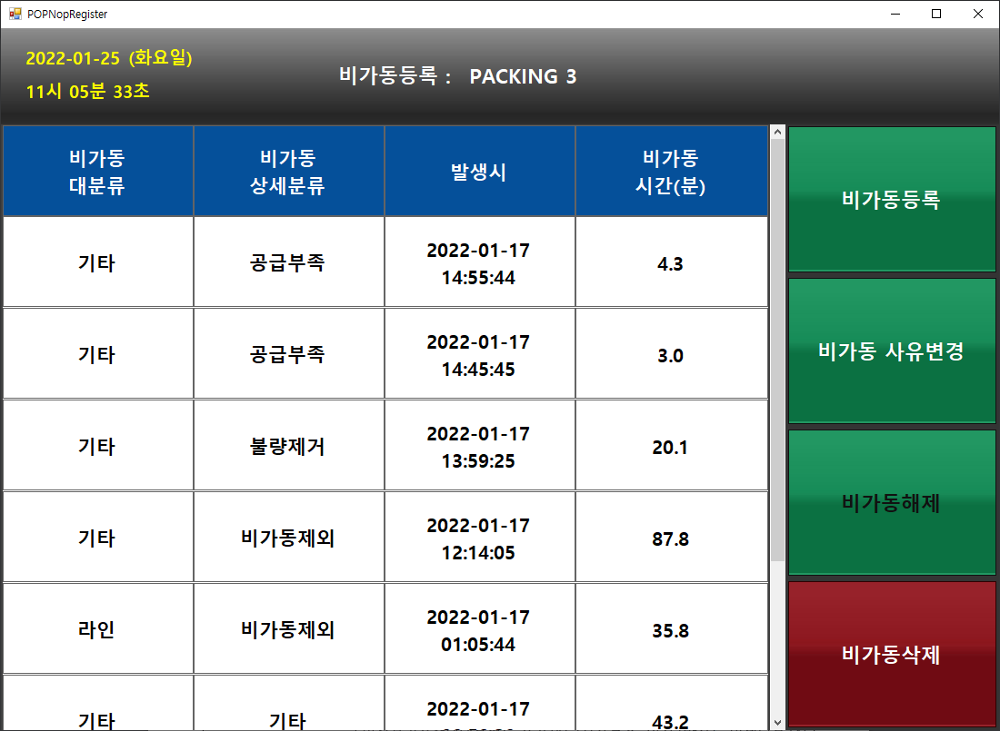 POPNopRegister
2022-01-25 (화요일)
11시 05분 33초
비가동등록 : PACKING 3
비가동
대분류
비가동
상세분류
발생시
비가동
시간(분)
기타
공급부족
2022-01-17
14:55:44
4.3
기타
공급부족
2022-01-17
14:45:45
3.0
기타
불량제거
2022-01-17
13:59:25
20.1
기타
비가동제외
2022-01-17
12:14:05
87.8
라인
비가동제외
2022-01-17
01:05:44
35.8
기타
기타
2022-01-17
43.2
비가동등록
비가동 사유변경
비가동해제
비가동삭제